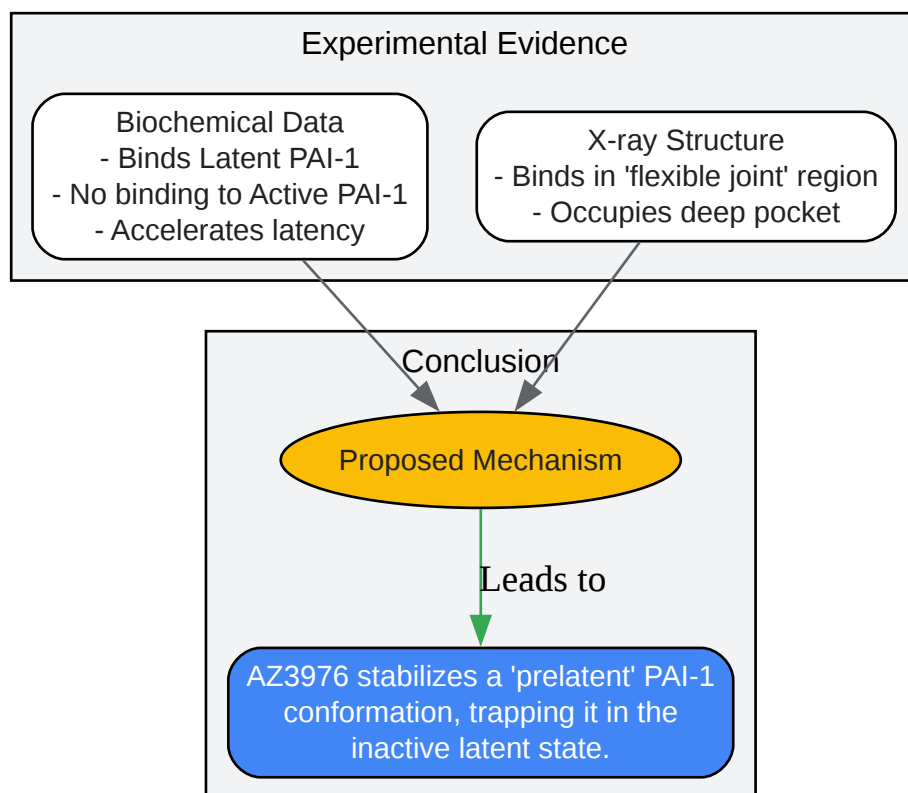 Experimental Evidence
Biochemical Data
- Binds Latent PAI-1
- No binding to Active PAI-1
- Accelerates latency
X-ray Structure
- Binds in 'flexible joint' region
- Occupies deep pocket
Conclusion
Proposed Mechanism
Leads to
AZ3976 stabilizes a 'prelatent' PAI-1
conformation, trapping it in the
inactive latent state.